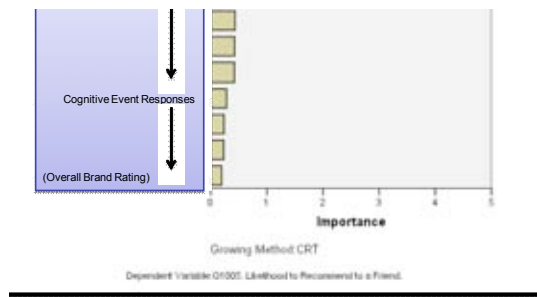 Cognitive Event Responses
(Overall Brand Rating)
0 1 2 3 4 5
Importance
Growing Method:CRT
Dependent Variable:Q1005. Likelihood to Recommend to a Friend.